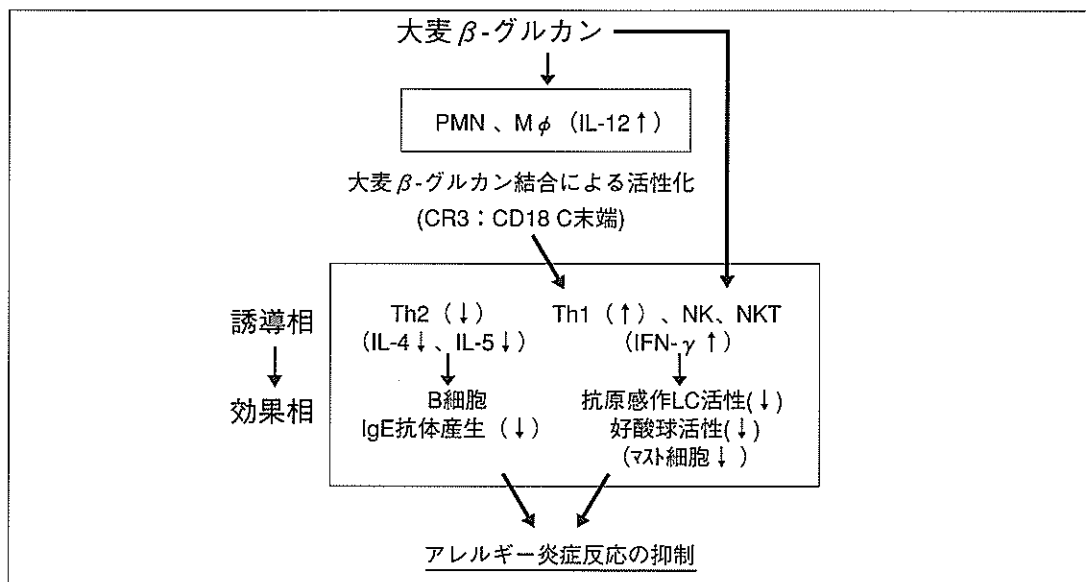 大麦β-グルカン
PMN 、Mφ（IL-12↑）
大麦β-グルカン結合による活性化
(CR3：CD18 C末端)
誘導相
Th2（↓）
(IL-4↓、IL-5↓)
Th1（↑）、NK、NKT
(IFN-γ↑)
効果相
B細胞
IgE抗体産生（↓）
抗原感作LC活性(↓)
好酸球活性(↓)
(マスト細胞↓ )
アレルギー炎症反応の抑制